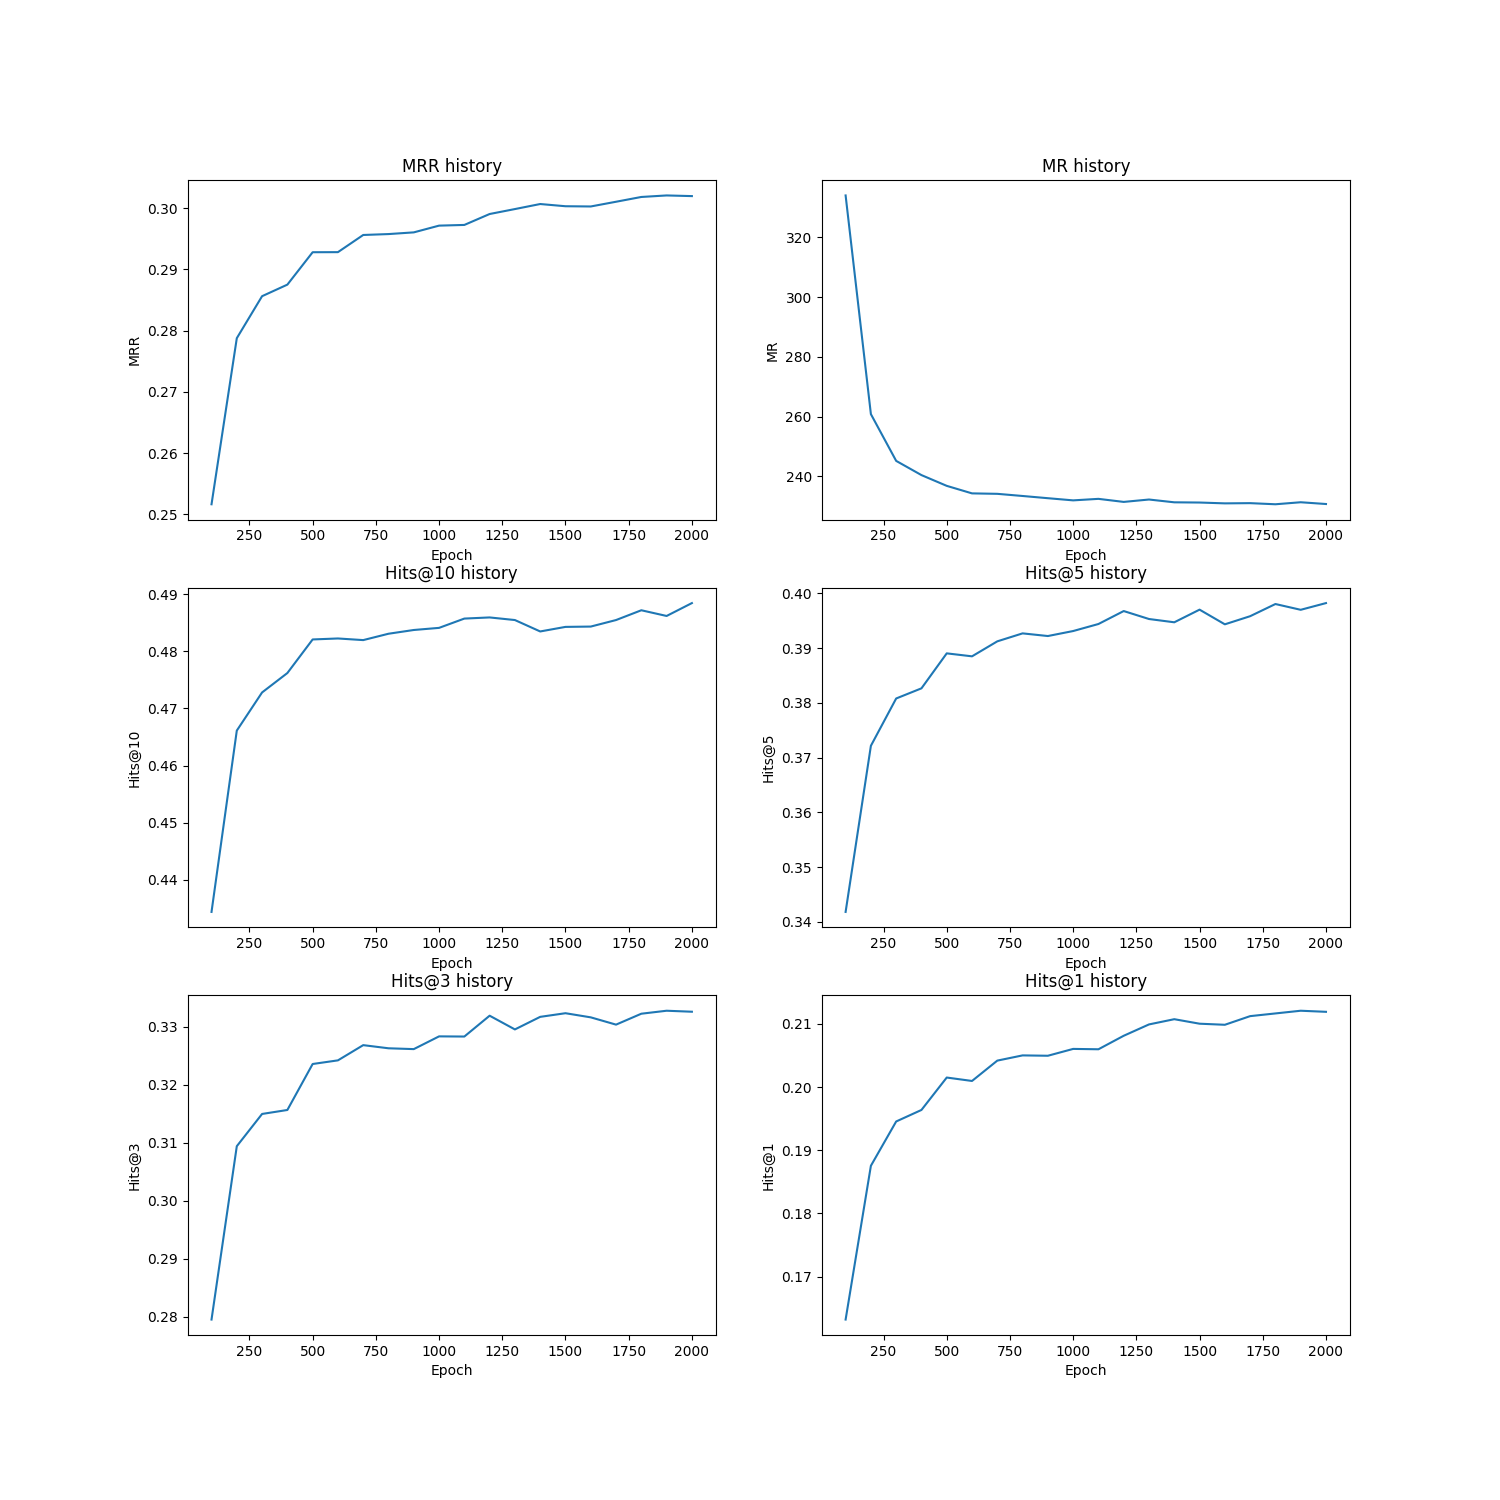 MRR history
MRR
0.30
0.29
0.28
0.27
0.26
0.25
250 500 750 1000 1250 1500 1750 2000
Epoch
MR history
MR
320
300
280
260
240
250 500 750 1000 1250 1500 1750 2000
Epoch
Hits@10 history
Hits@10
0.49
0.48
0.47
0.46
0.45
0.44
250 500 750 1000 1250 1500 1750 2000
Epoch
Hits@5 history
Hits@5
0.40
0.39
0.38
0.37
0.36
0.35
0.34
250 500 750 1000 1250 1500 1750 2000
Epoch
Hits@3 history
Hits@3
0.33
0.32
0.31
0.30
0.29
0.28
250 500 750 1000 1250 1500 1750 2000
Epoch
Hits@1 history
Hits@1
0.21
0.20
0.19
0.18
0.17
250 500 750 1000 1250 1500 1750 2000
Epoch